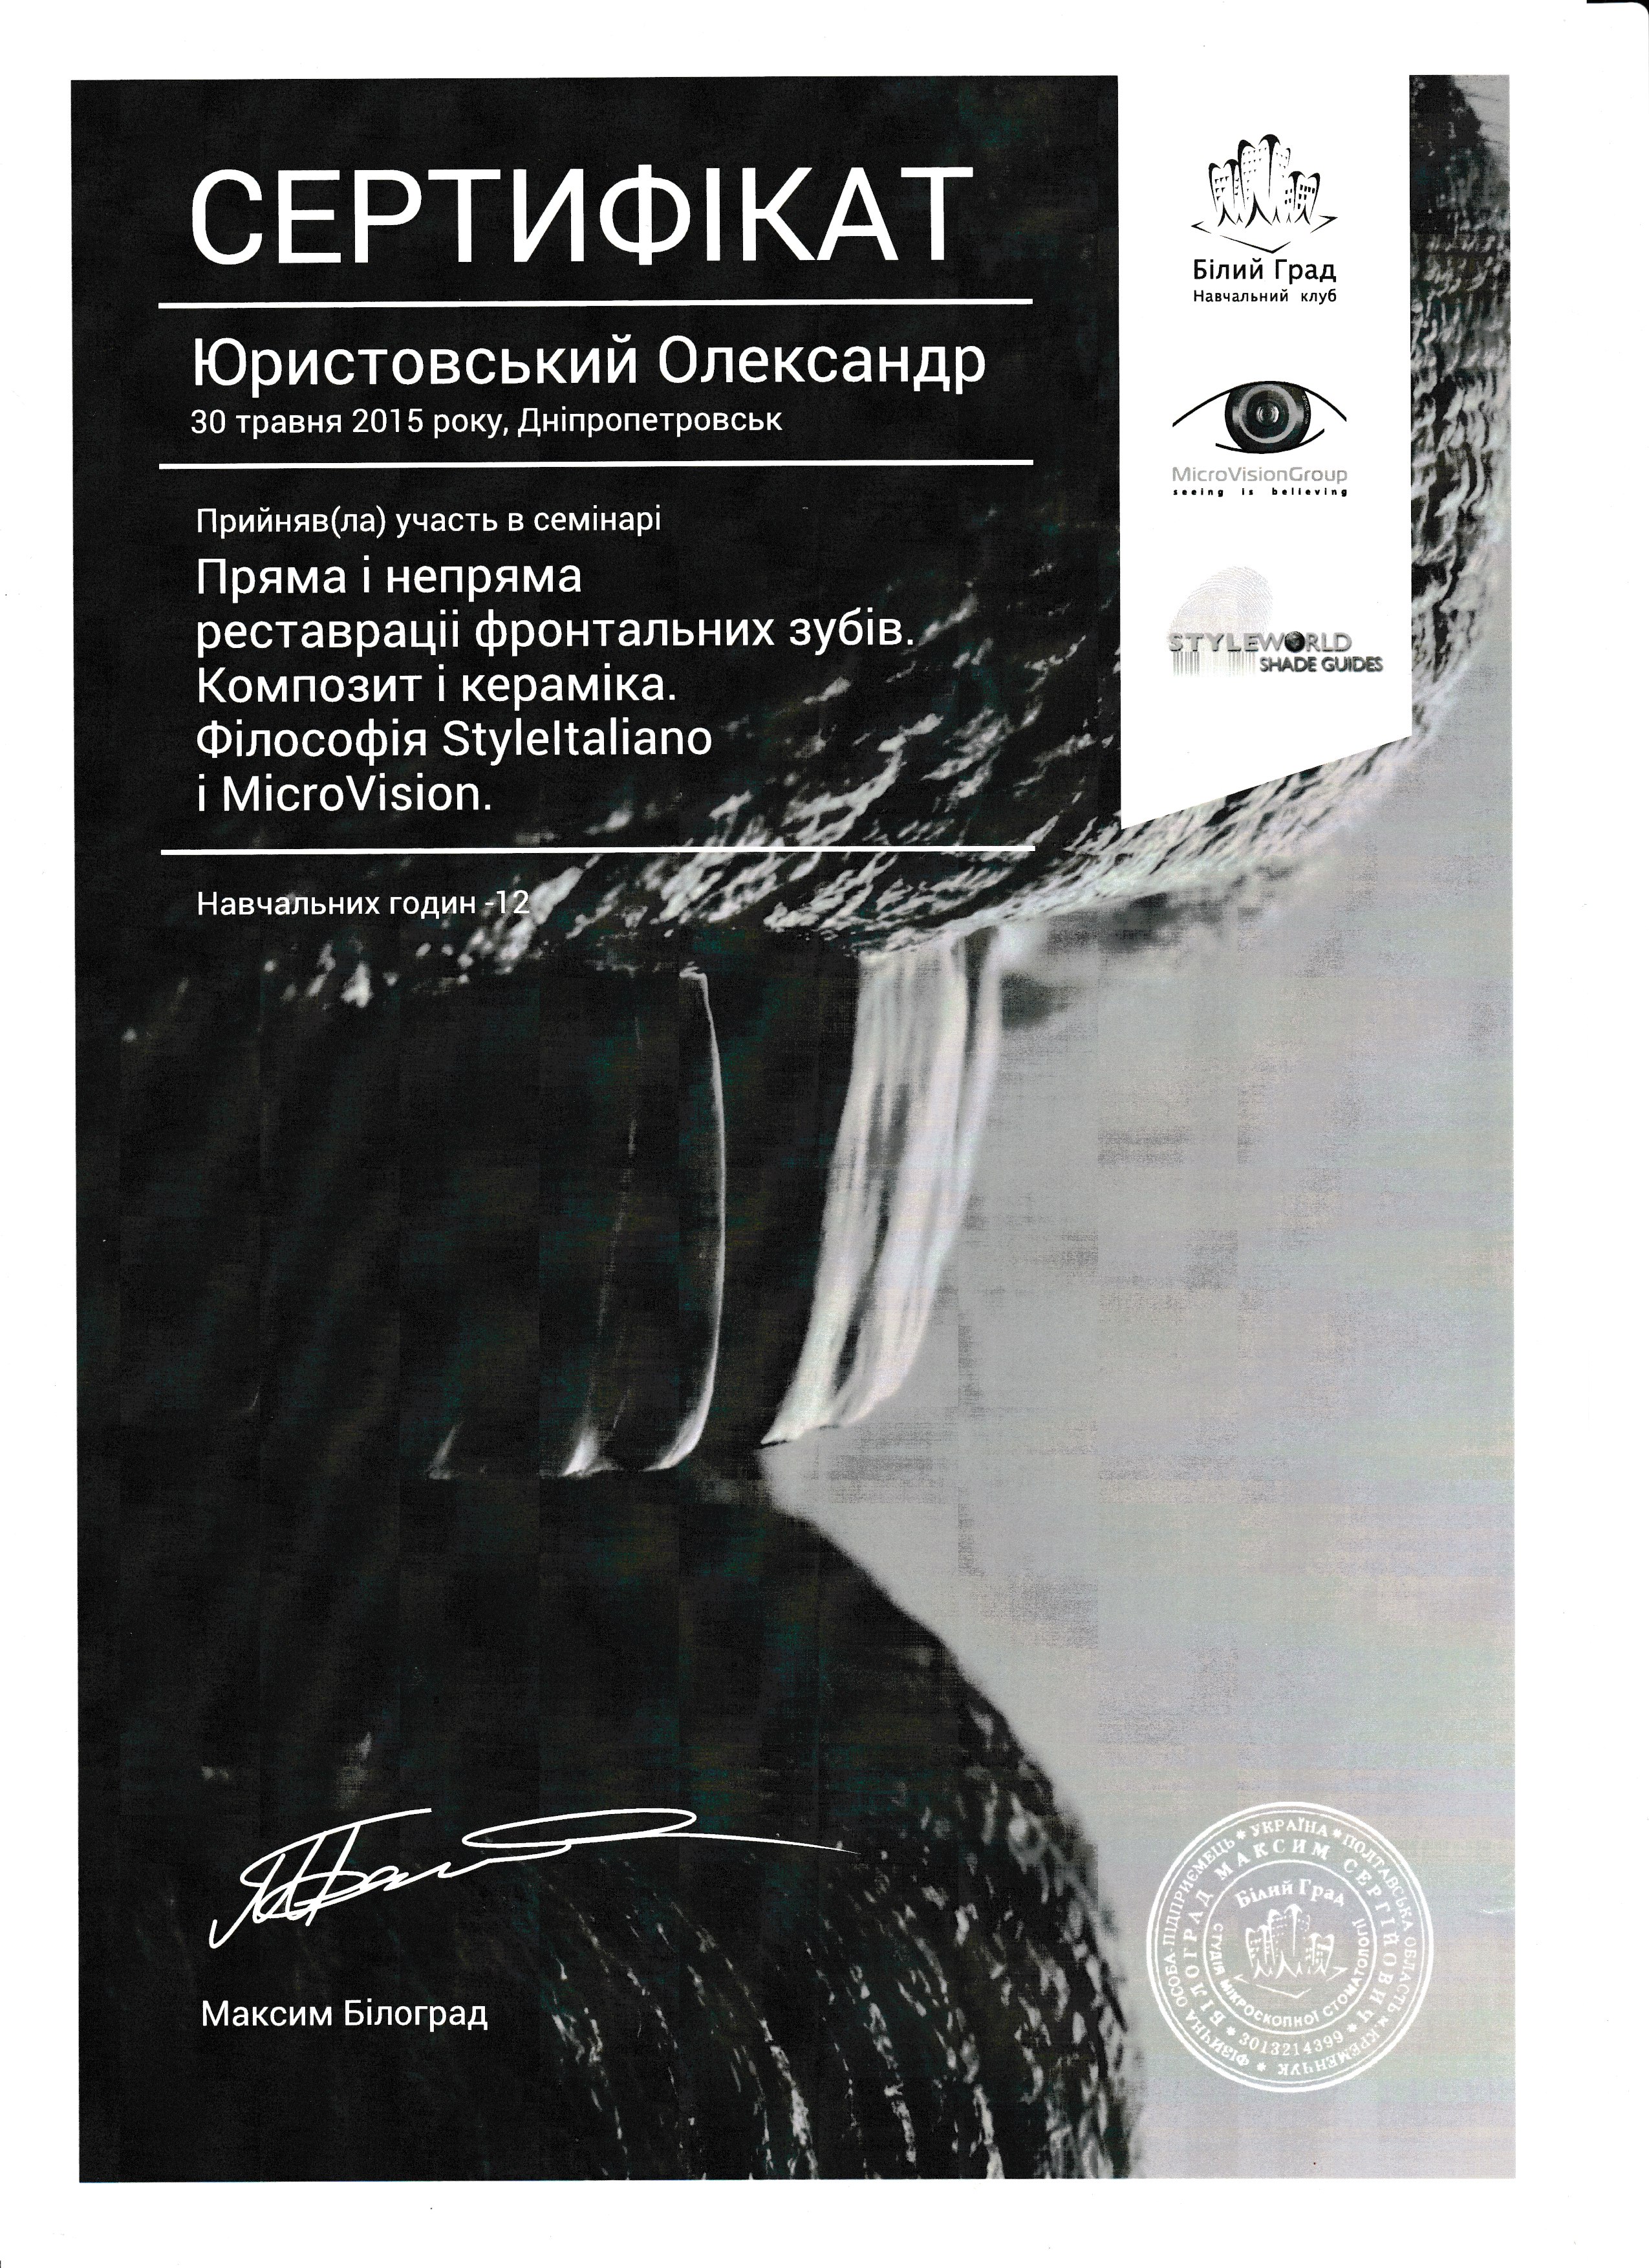 СЕРТИФІКАТ
Юристовський Олександр
30 травня 2015 року, Дніпропетровськ
Прийняв(ла) участь в семінарі
Пряма і непряма
реставраціі фронтальних зубів.
Композит і кераміка.
Філософія StyleItaliano
і MicroVision.
Навчальних годин -12
Білий Град
Навчальний клуб
MicroVisionGroup
seeing is believing
STYLEWORLD
SHADE GUIDES
Максим Білоград
ФІЗИЧНА ОСОБА-ПІДПРИЄМЕЦЬ * УКРАЇНА * ПОЛТАВСЬКА ОБЛАСТЬ м.КРЕМЕНЧУК *
БІЛОГРАД МАКСИМ СЕРГІЙОВИЧ
* 3013214399 *
Білий Град
СТУДІЯ МІКРОСКОПНОЇ СТОМАТОЛОГІЇ